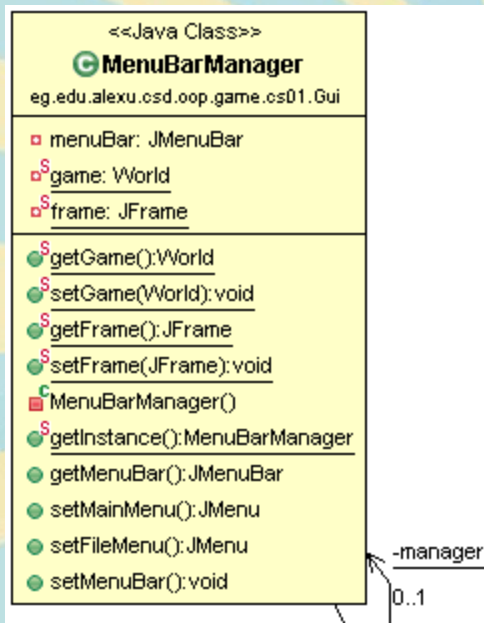 <<Java Class>>
MenuBarManager
eg.edu.alexu.csd.oop.game.cs01.Gui
menuBar: JMenuBar
game: World
frame: JFrame
getGame():World
setGame(World):void
getFrame():JFrame
setFrame(JFrame):void
MenuBarManager()
getInstance():MenuBarManager
getMenuBar():JMenuBar
setMainMenu():JMenu
setFileMenu():JMenu
setMenuBar():void
-manager
0..1